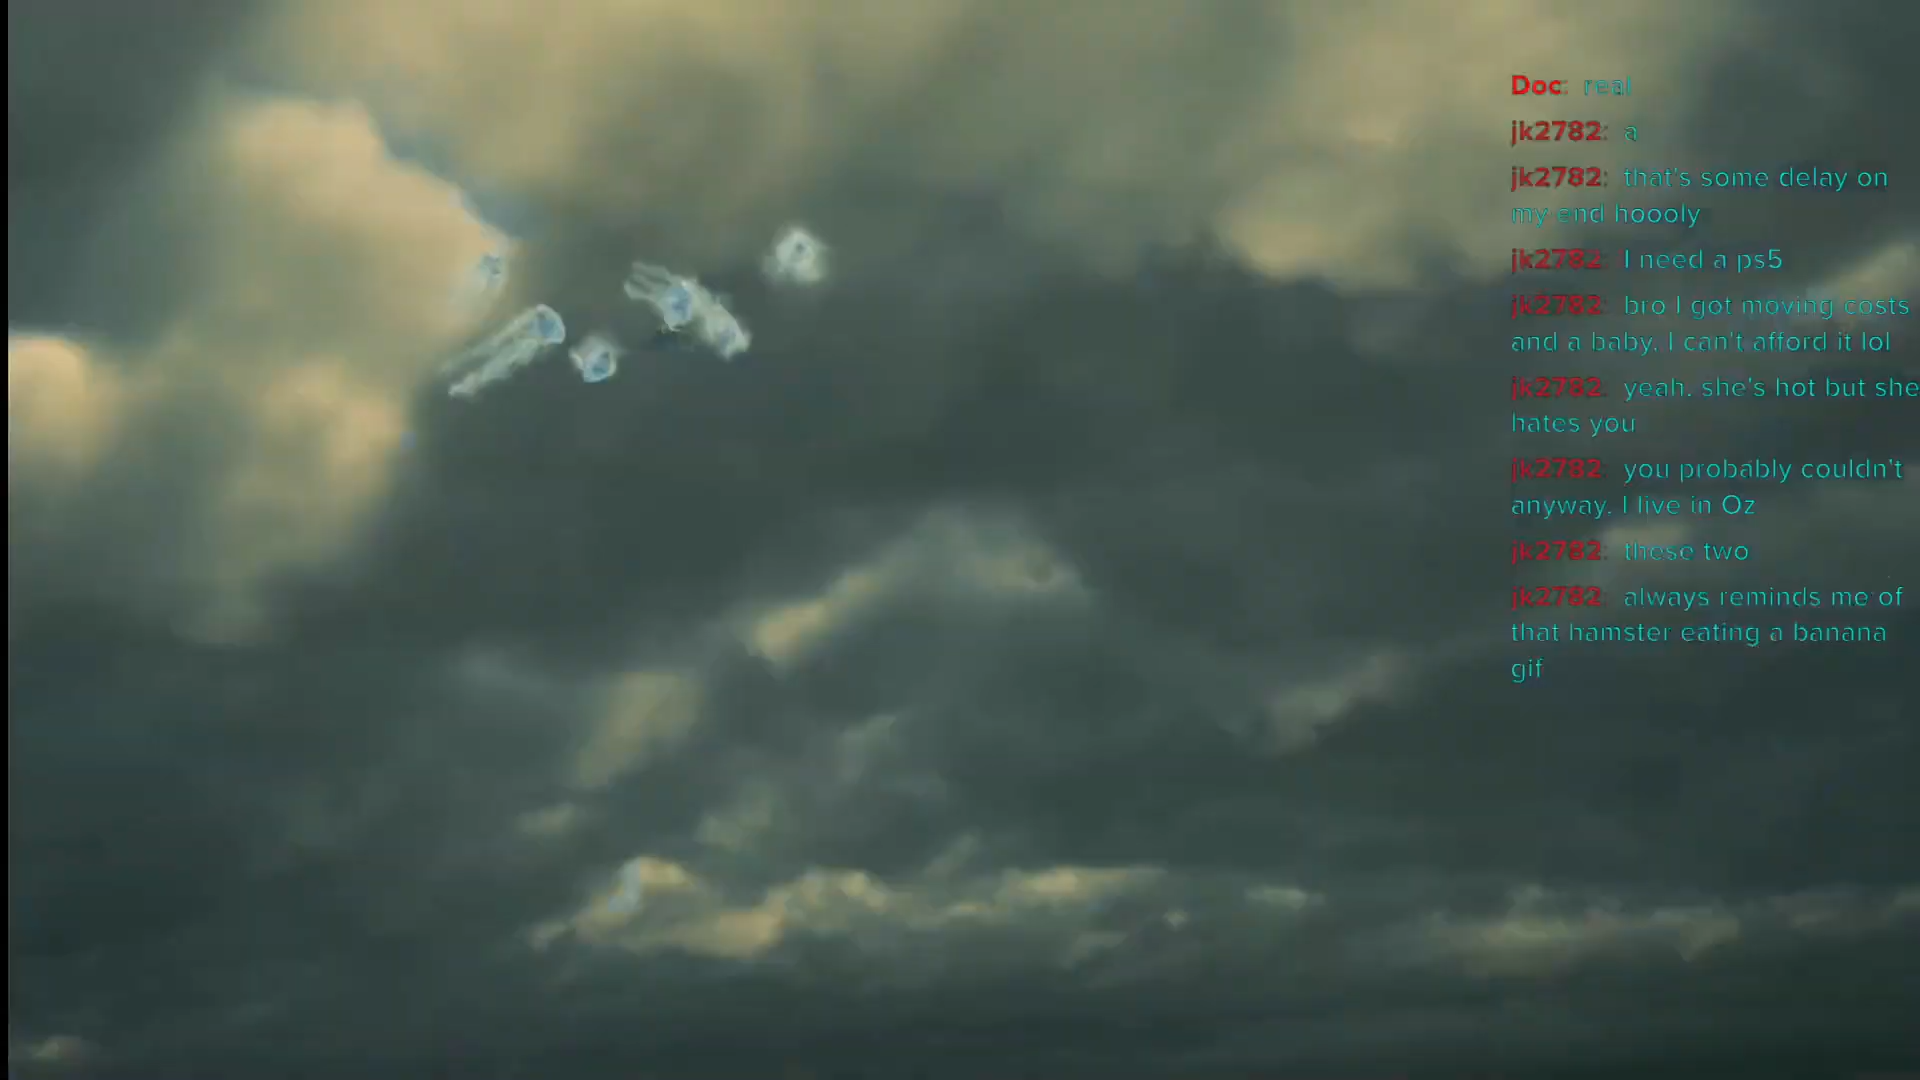 Doc: real
jk2782: a
jk2782: that's some delay on
my end hoooly
jk2782: I need a ps5
jk2782: bro I got moving costs
and a baby. I can't afford it lol
jk2782: yeah. she's hot but she
hates you
jk2782: you probably couldn't
anyway. I live in Oz
jk2782: these two
jk2782: always reminds me of
that hamster eating a banana
gif